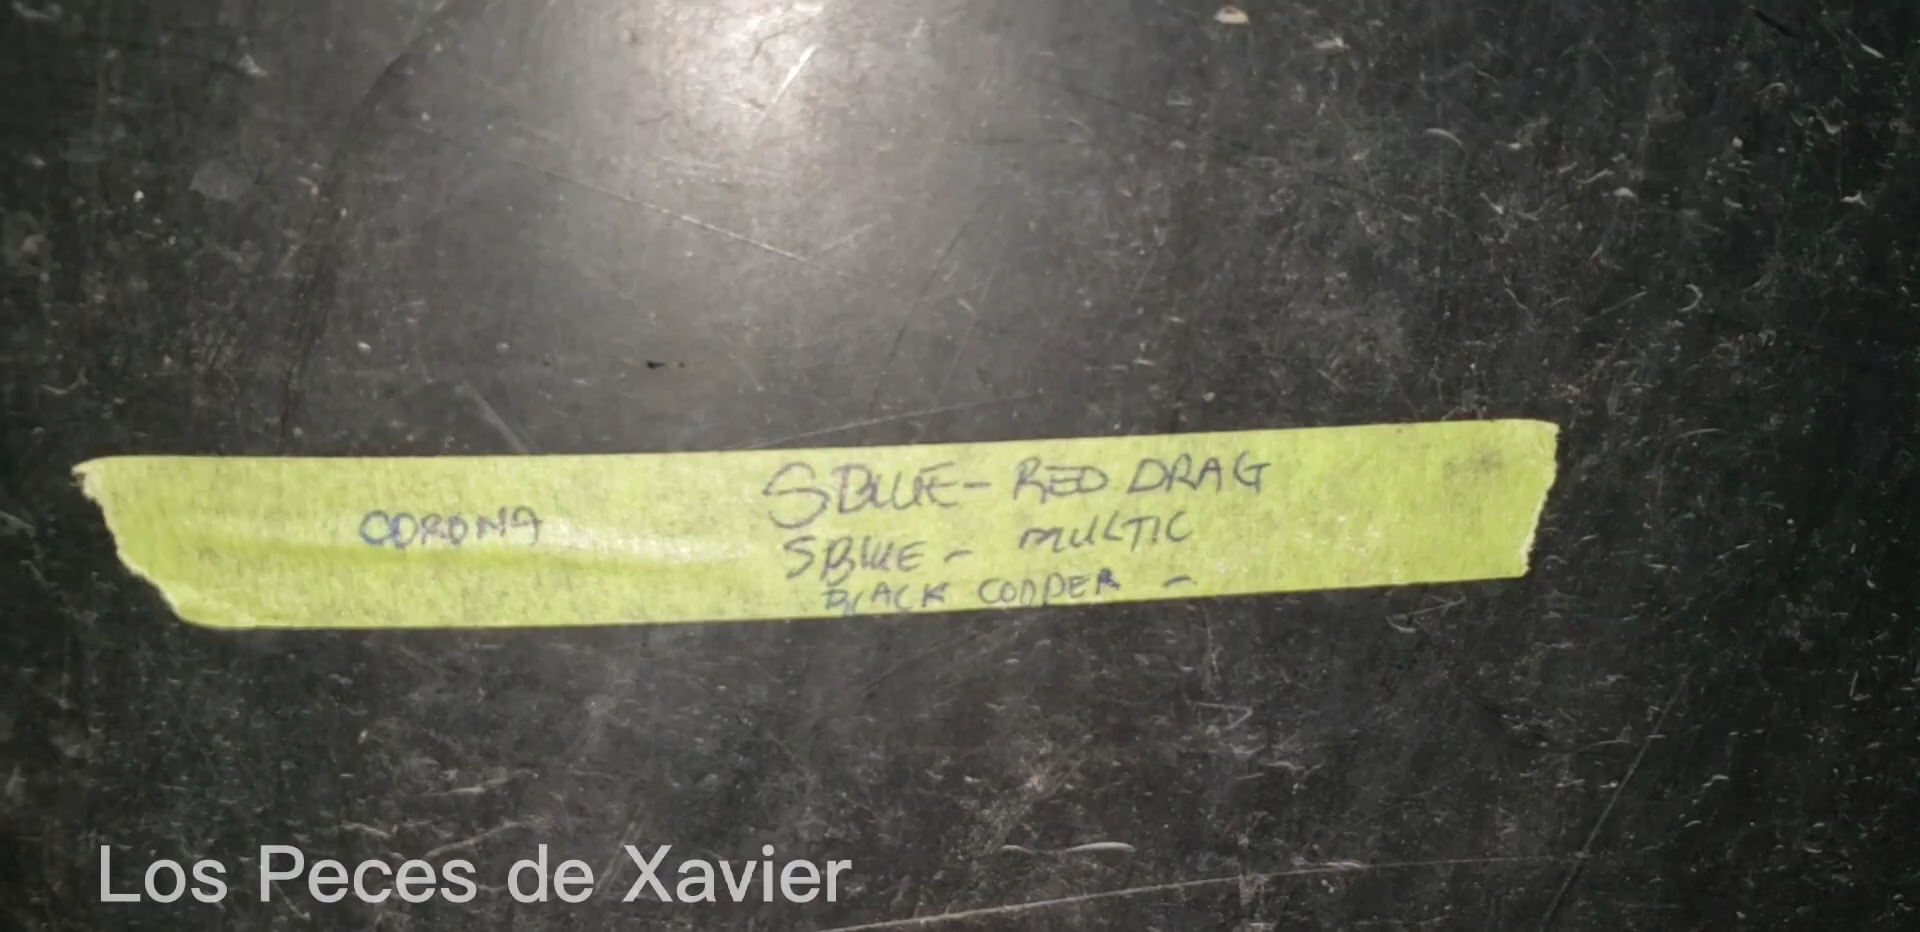 CORONA
SBLUE - RED DRAG
SBLUE - MULTIC
BLACK COPPER -
Los Peces de Xavier